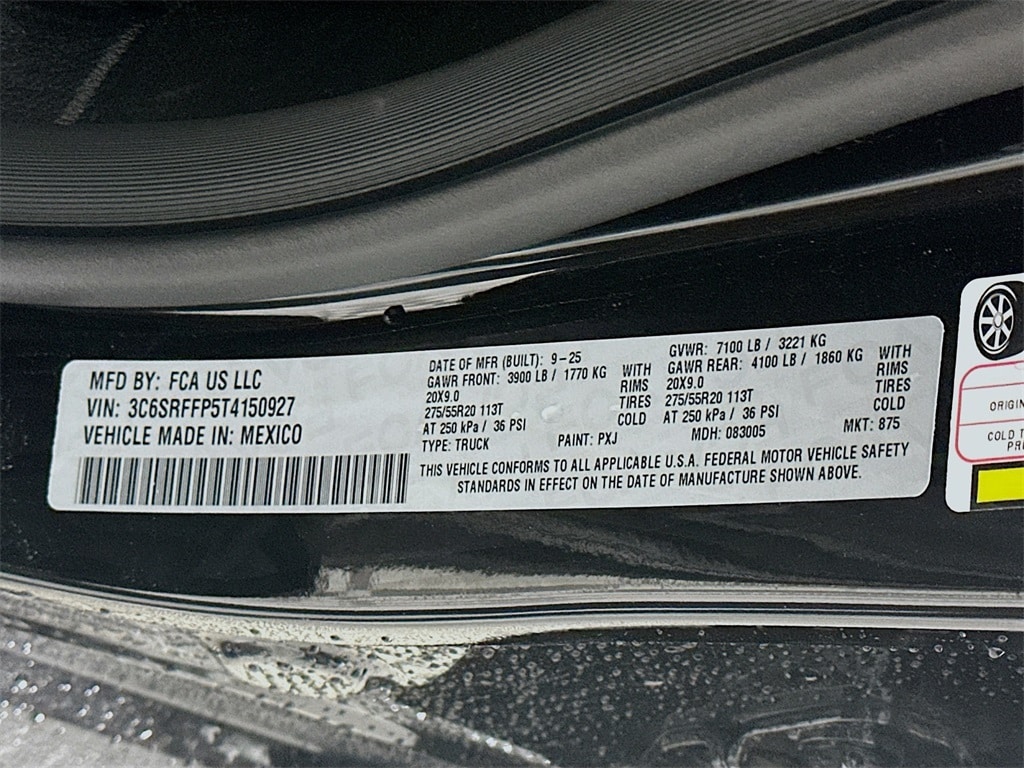 MFD BY: FCA US LLC
VIN: 3C6SRFFP5T4150927
VEHICLE MADE IN: MEXICO
DATE OF MFR (BUILT): 9-25
GAWR FRONT: 3900 LB / 1770 KG WITH
20X9.0 RIMS
275/55R20 113T TIRES
AT 250 kPa / 36 PSI COLD
TYPE: TRUCK
GVWR: 7100 LB / 3221 KG
GAWR REAR: 4100 LB / 1860 KG WITH
20X9.0 RIMS
275/55R20 113T TIRES
AT 250 kPa / 36 PSI COLD
PAINT: PXJ MDH: 083005 MKT: 875
THIS VEHICLE CONFORMS TO ALL APPLICABLE U.S.A. FEDERAL MOTOR VEHICLE SAFETY
STANDARDS IN EFFECT ON THE DATE OF MANUFACTURE SHOWN ABOVE.
ORIGIN
COLD T
PR